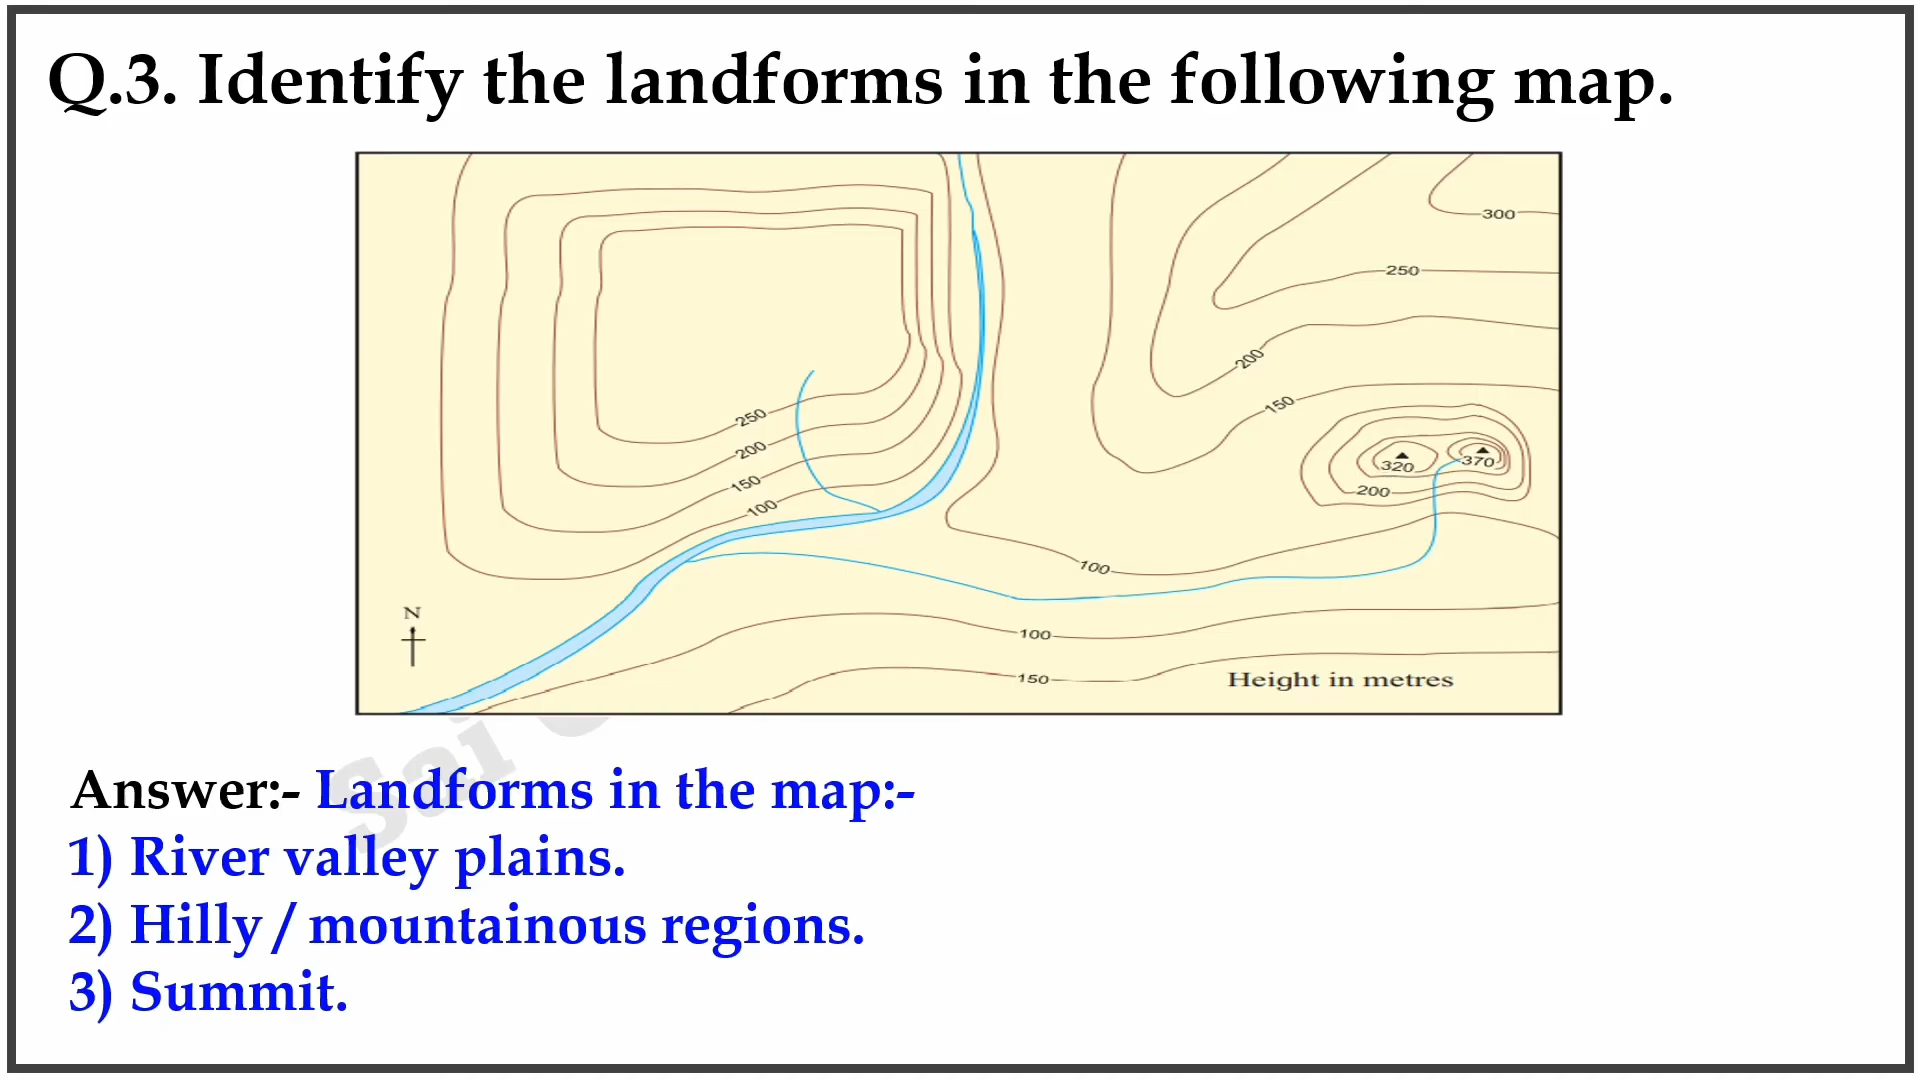 Q.3. Identify the landforms in the following map.
300
250
200
150
320
370
200
250
200
150
100
100
N
100
150
Height in metres
Sai
Answer:- Landforms in the map:-
1) River valley plains.
2) Hilly / mountainous regions.
3) Summit.